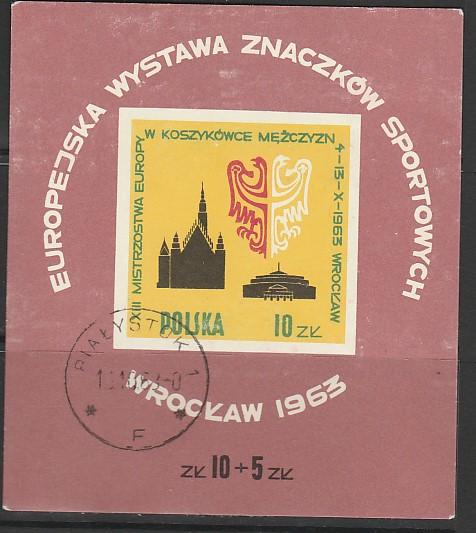 EUROPEJSKA WYSTAWA ZNACZKÓW SPORTOWYCH
XIII MISTRZOSTWA EUROPY W KOSZYKÓWCE MĘŻCZYZN 4-13-X-1963 WROCŁAW
POLSKA 10 ZŁ
BIAŁYSTOK 1
F
WROCŁAW 1963
ZŁ 10+5 ZŁ